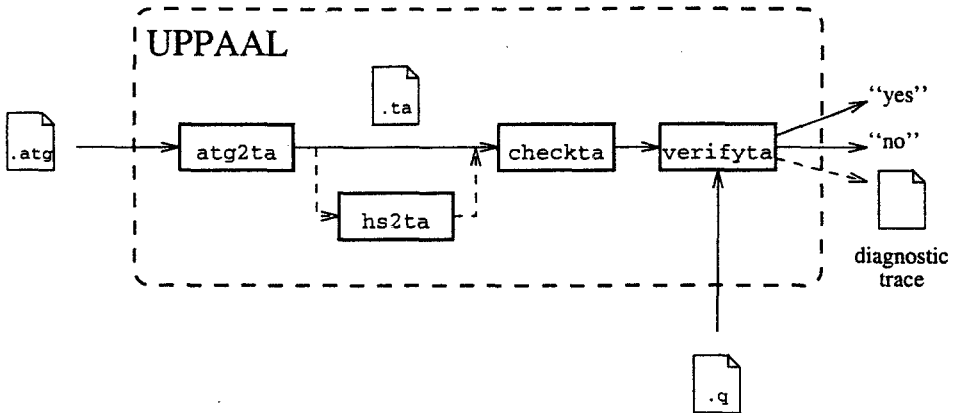 UPPAAL
.ta
“yes”
.atg
atg2ta
checkta
verifyta
“no”
hs2ta
diagnostic
trace
.q